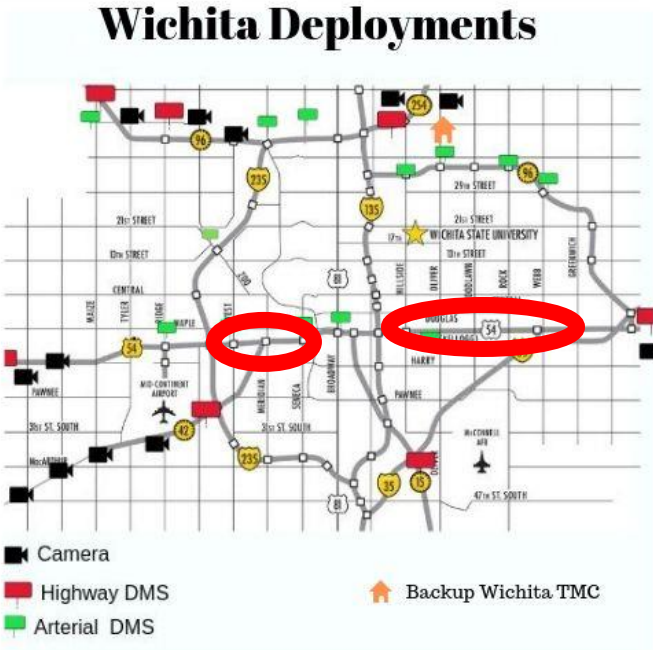 Wichita Deployments
254
96
96
29TH STREET
235
135
21ST STREET
21ST STREET
17TH
WICHITA STATE UNIVERSITY
13TH STREET
13TH STREET
ZOO
81
CENTRAL
HILLSIDE
OLIVER
ROCK
WEBB
GREENWICH
MAIZE
TYLER
RIDGE
MAPLE
DOUGLAS
54
KELLOGG
54
HARRY
PAWNEE
MID-CONTINENT
AIRPORT
MERIDIAN
SENECA
BROADWAY
PAWNEE
31ST ST. SOUTH
42
31ST ST. SOUTH
McCONNELL
AFB
MacARTHUR
235
35
15
81
47TH ST. SOUTH
Camera
Highway DMS
Arterial DMS
Backup Wichita TMC